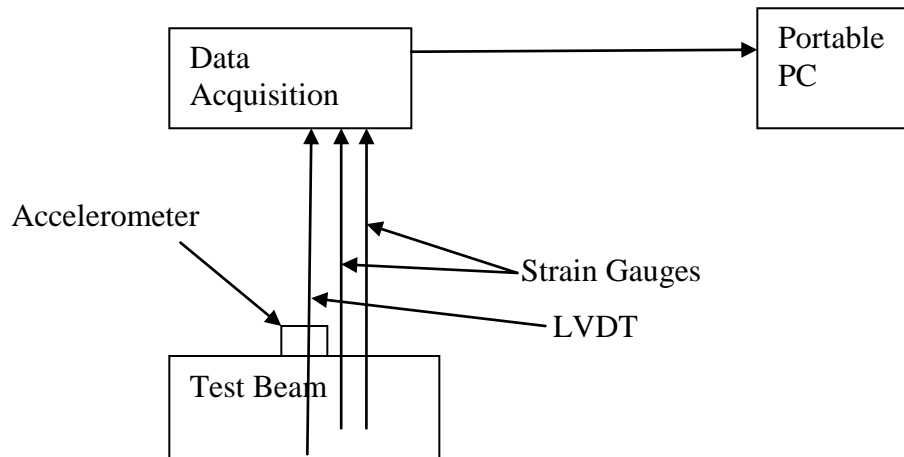 Data
Acquisition
Portable
PC
Accelerometer
Strain Gauges
LVDT
Test Beam